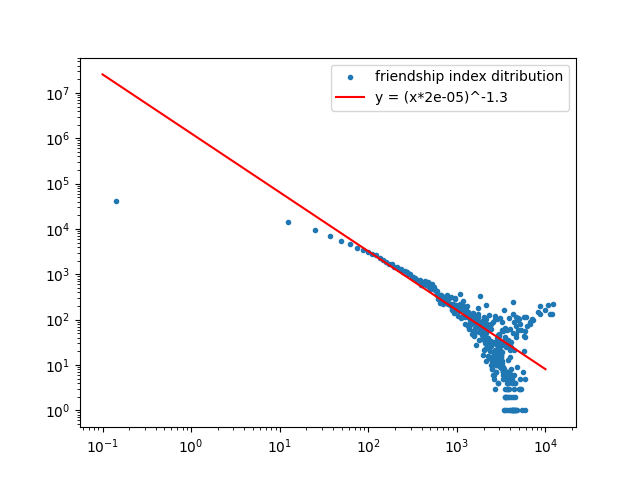 friendship index ditribution
y = (x*2e-05)^-1.3
10⁷
10⁶
10⁵
10⁴
10³
10²
10¹
10⁰
10⁻¹ 10⁰ 10¹ 10² 10³ 10⁴